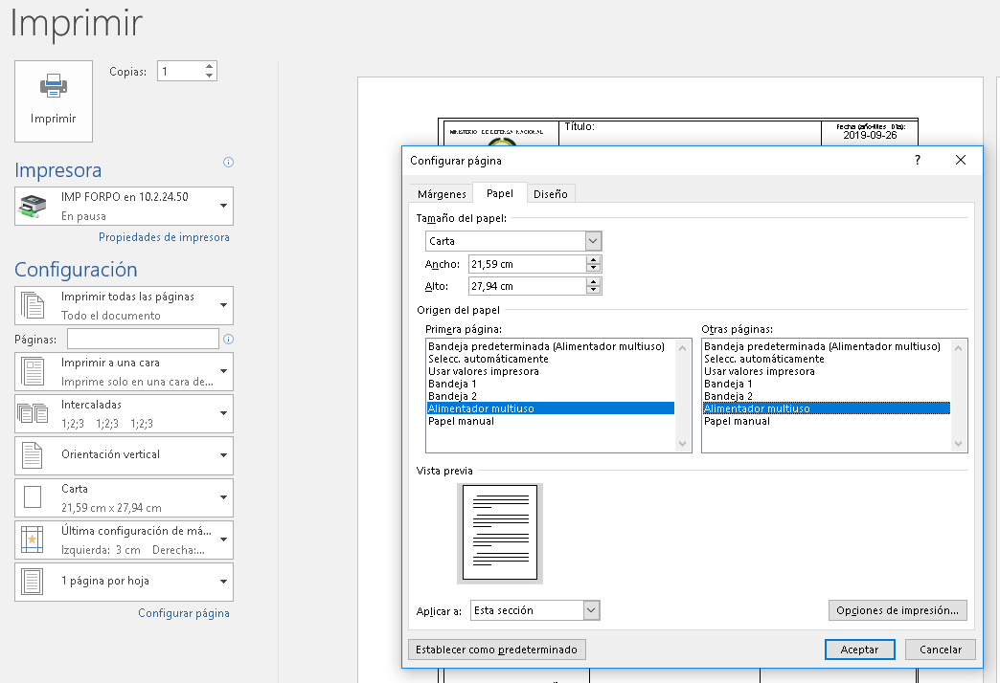 Imprimir
Copias: 1
Imprimir
Impresora
IMP FORPO en 10.2.24.50
En pausa
Propiedades de impresora
Configuración
Imprimir todas las páginas
Todo el documento
Páginas:
Imprimir a una cara
Imprime solo en una cara de...
Intercaladas
1;2;3 1;2;3 1;2;3
Orientación vertical
Carta
21,59 cm x 27,94 cm
Última configuración de má...
Izquierda: 3 cm Derecha:...
1 página por hoja
Configurar página
MINISTERIO DE DEFENSA NACIONAL
Título:
Fecha (año-Mes Día):
2019-09-26
Configurar página
?
Márgenes
Papel
Diseño
Tamaño del papel:
Carta
Ancho: 21,59 cm
Alto: 27,94 cm
Origen del papel
Primera página:
Bandeja predeterminada (Alimentador multiuso)
Selecc. automáticamente
Usar valores impresora
Bandeja 1
Bandeja 2
Alimentador multiuso
Papel manual
Otras páginas:
Bandeja predeterminada (Alimentador multiuso)
Selecc. automáticamente
Usar valores impresora
Bandeja 1
Bandeja 2
Alimentador multiuso
Papel manual
Vista previa
Aplicar a: Esta sección
Opciones de impresión...
Establecer como predeterminado
Aceptar
Cancelar